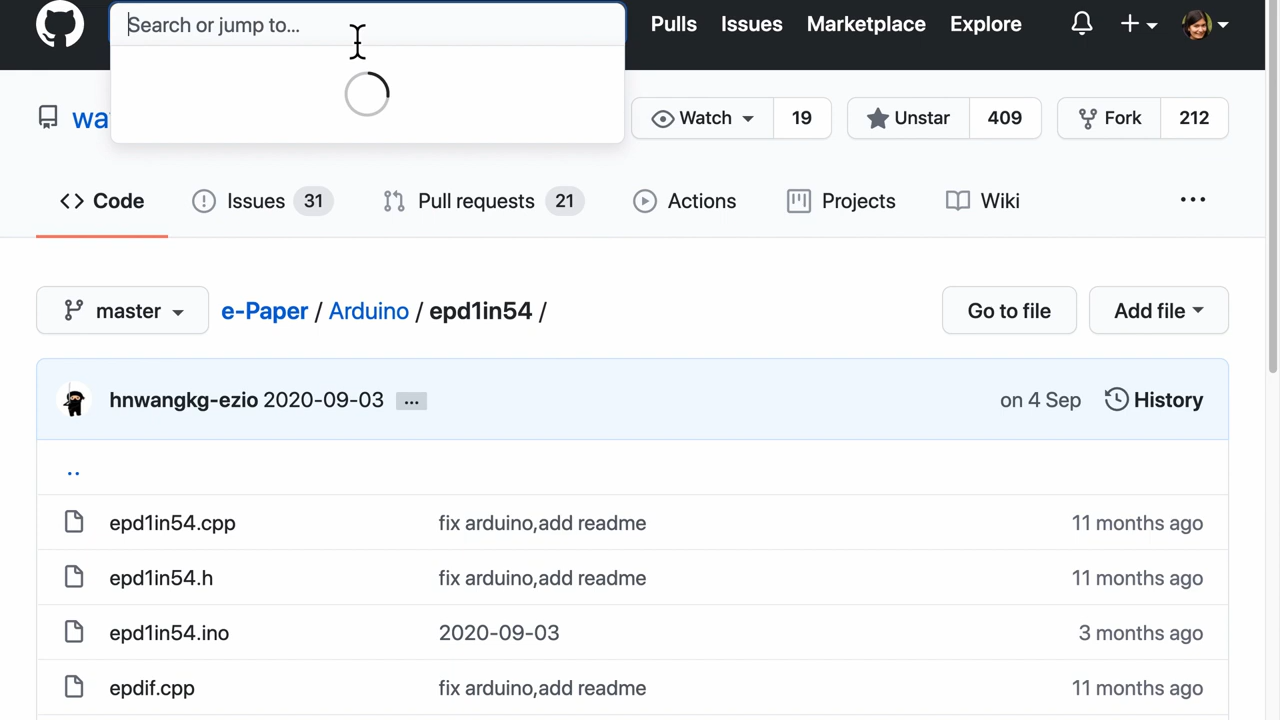 Search or jump to...
Pulls Issues Marketplace Explore
Watch 19 Unstar 409 Fork 212
Code Issues 31 Pull requests 21 Actions Projects Wiki ...
master e-Paper / Arduino / epd1in54 / Go to file Add file
hnwangkg-ezio 2020-09-03 ... on 4 Sep History
..
epd1in54.cpp fix arduino,add readme 11 months ago
epd1in54.h fix arduino,add readme 11 months ago
epd1in54.ino 2020-09-03 3 months ago
epdif.cpp fix arduino,add readme 11 months ago